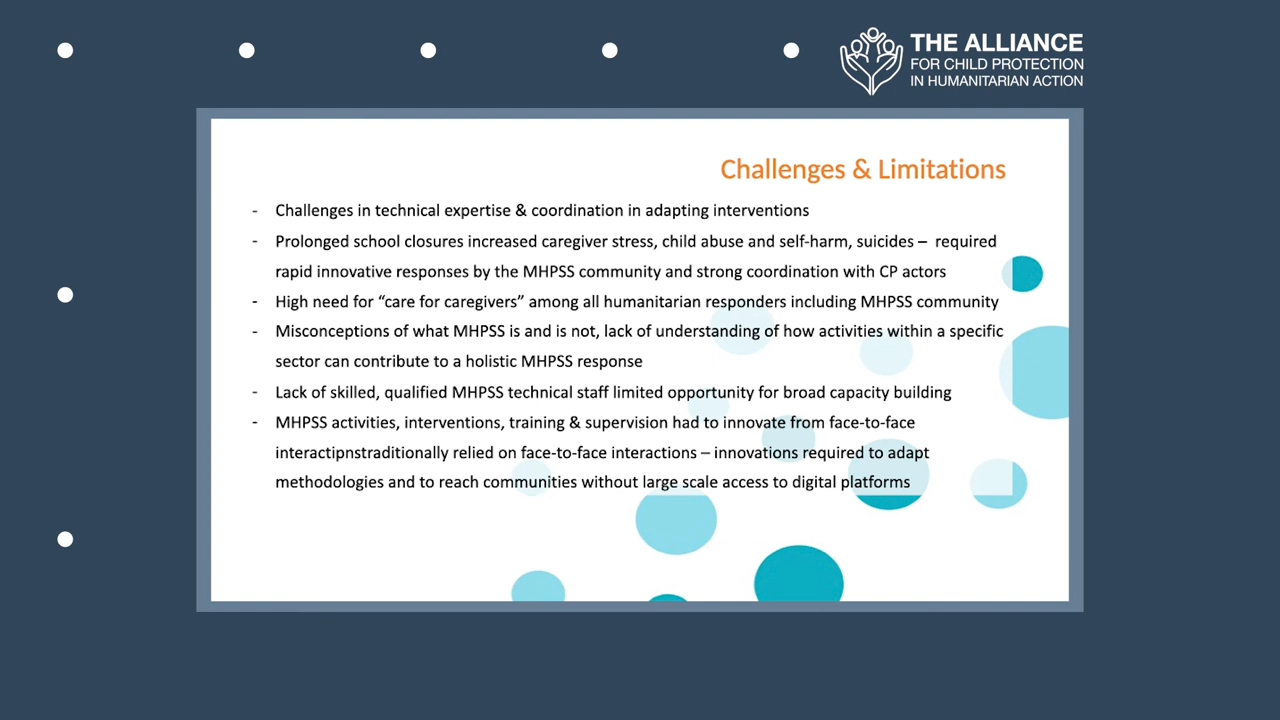 THE ALLIANCE
FOR CHILD PROTECTION
IN HUMANITARIAN ACTION
Challenges & Limitations
- Challenges in technical expertise & coordination in adapting interventions
- Prolonged school closures increased caregiver stress, child abuse and self-harm, suicides – required
rapid innovative responses by the MHPSS community and strong coordination with CP actors
- High need for “care for caregivers” among all humanitarian responders including MHPSS community
- Misconceptions of what MHPSS is and is not, lack of understanding of how activities within a specific
sector can contribute to a holistic MHPSS response
- Lack of skilled, qualified MHPSS technical staff limited opportunity for broad capacity building
- MHPSS activities, interventions, training & supervision had to innovate from face-to-face
interactipnstraditionally relied on face-to-face interactions – innovations required to adapt
methodologies and to reach communities without large scale access to digital platforms